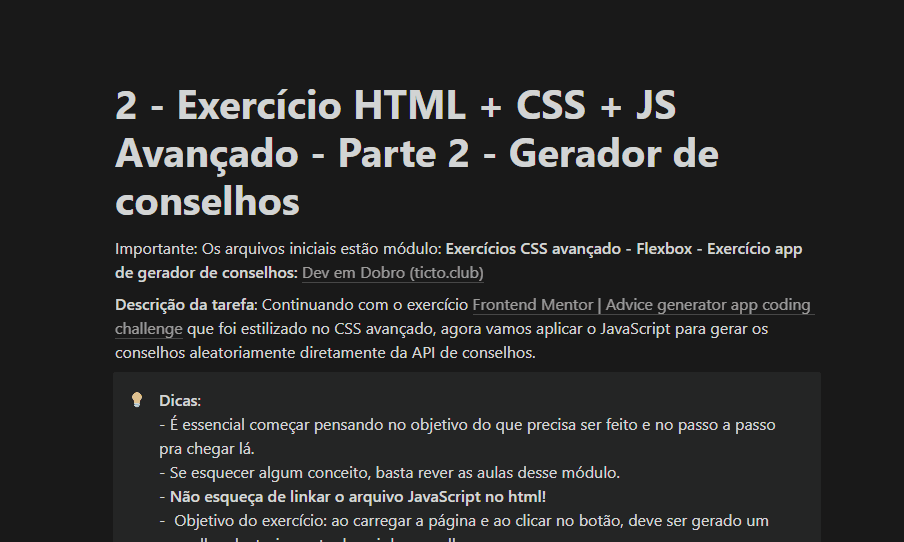 2 - Exercício HTML + CSS + JS
Avançado - Parte 2 - Gerador de
conselhos
Importante: Os arquivos iniciais estão módulo: Exercícios CSS avançado - Flexbox - Exercício app
de gerador de conselhos: Dev em Dobro (ticto.club)
Descrição da tarefa: Continuando com o exercício Frontend Mentor | Advice generator app coding
challenge que foi estilizado no CSS avançado, agora vamos aplicar o JavaScript para gerar os
conselhos aleatoriamente diretamente da API de conselhos.
Dicas:
- É essencial começar pensando no objetivo do que precisa ser feito e no passo a passo
pra chegar lá.
- Se esquecer algum conceito, basta rever as aulas desse módulo.
- Não esqueça de linkar o arquivo JavaScript no html!
- Objetivo do exercício: ao carregar a página e ao clicar no botão, deve ser gerado um